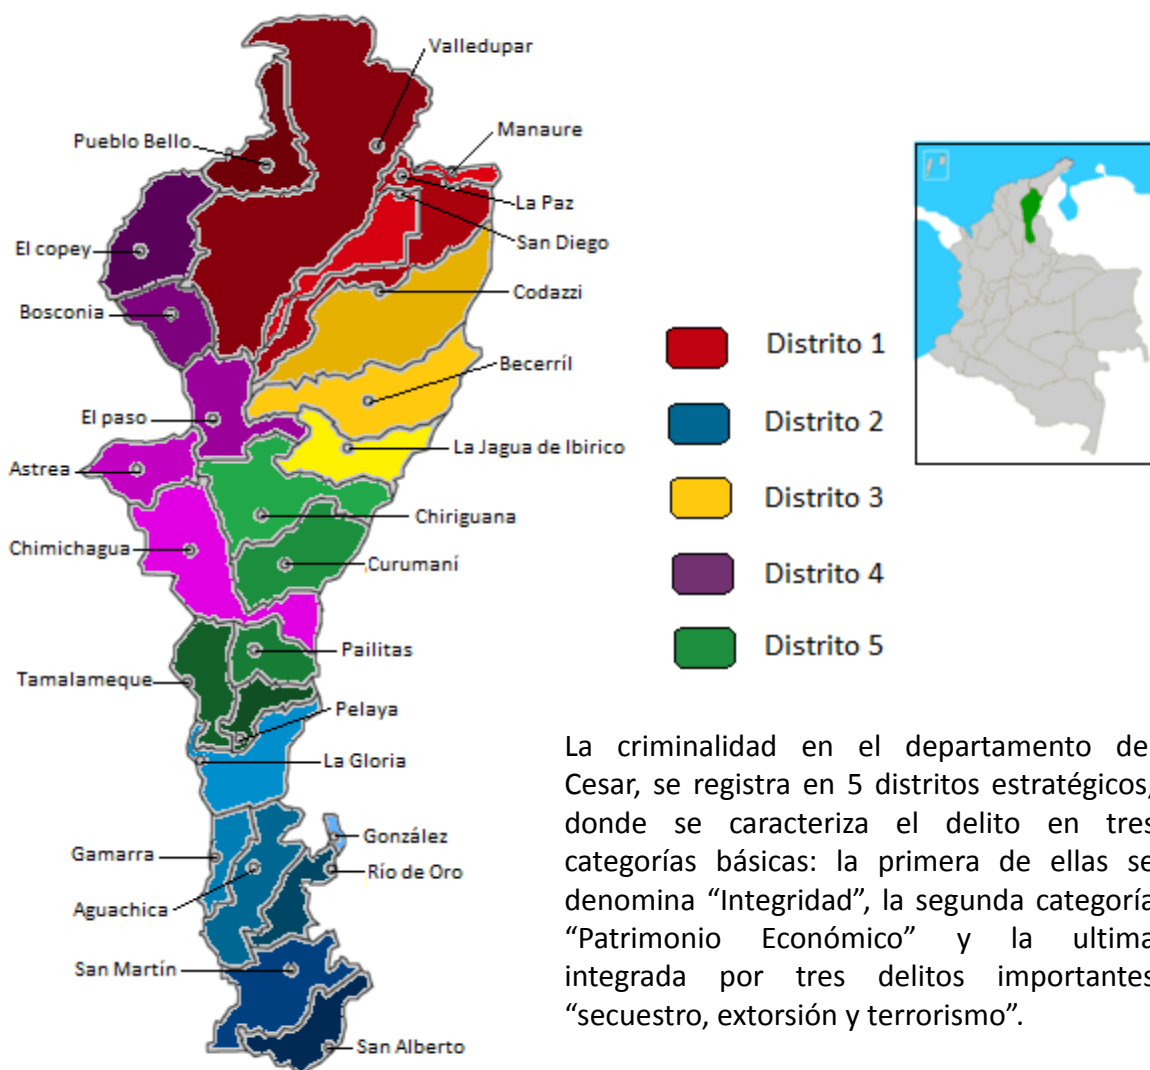 Valledupar
Manaure
Pueblo Bello
La Paz
San Diego
El copey
Codazzi
Bosconia
Becerríl
El paso
La Jagua de Ibirico
Astrea
Chiriguana
Chimichagua
Curumaní
Pailitas
Tamalameque
Pelaya
La Gloria
González
Gamarra
Río de Oro
Aguachica
San Martín
San Alberto
Distrito 1
Distrito 2
Distrito 3
Distrito 4
Distrito 5
La criminalidad en el departamento de
Cesar, se registra en 5 distritos estratégicos,
donde se caracteriza el delito en tres
categorías básicas: la primera de ellas se
denomina “Integridad”, la segunda categoría
“Patrimonio Económico” y la ultima
integrada por tres delitos importantes
“secuestro, extorsión y terrorismo”.